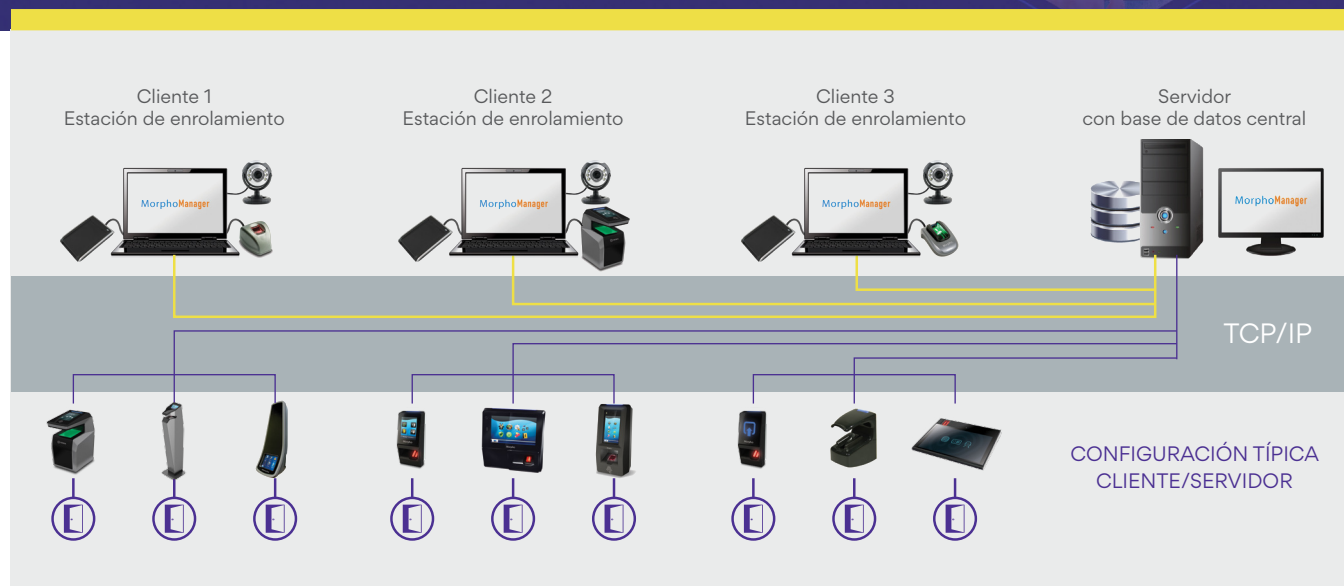 Cliente 1
Estación de enrolamiento
Cliente 2
Estación de enrolamiento
Cliente 3
Estación de enrolamiento
Servidor
con base de datos central
MorphoManager
MorphoManager
MorphoManager
MorphoManager
TCP/IP
CONFIGURACIÓN TÍPICA
CLIENTE/SERVIDOR